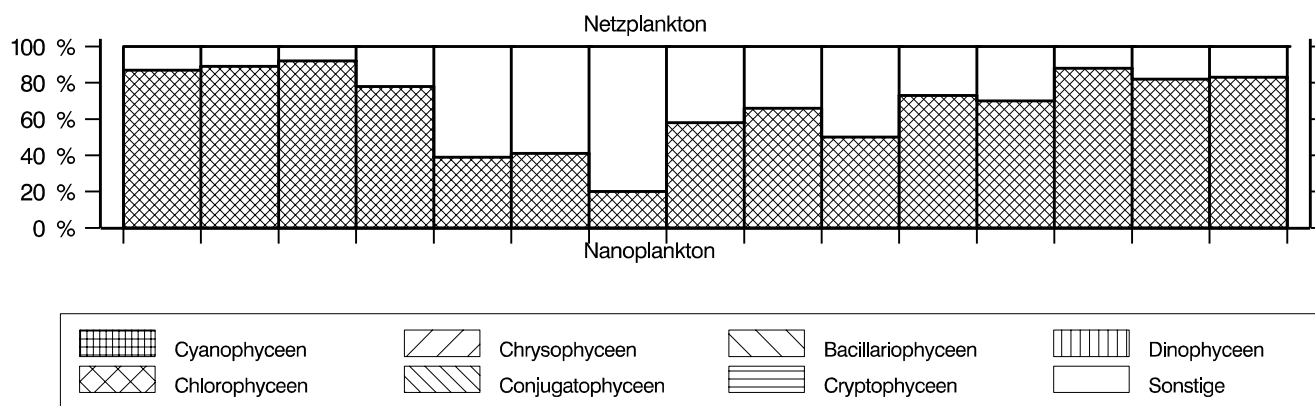 Netzplankton
100 %
80 %
60 %
40 %
20 %
0 %
Nanoplankton
Cyanophyceen Chrysophyceen Bacillariophyceen Dinophyceen
Chlorophyceen Conjugatophyceen Cryptophyceen Sonstige